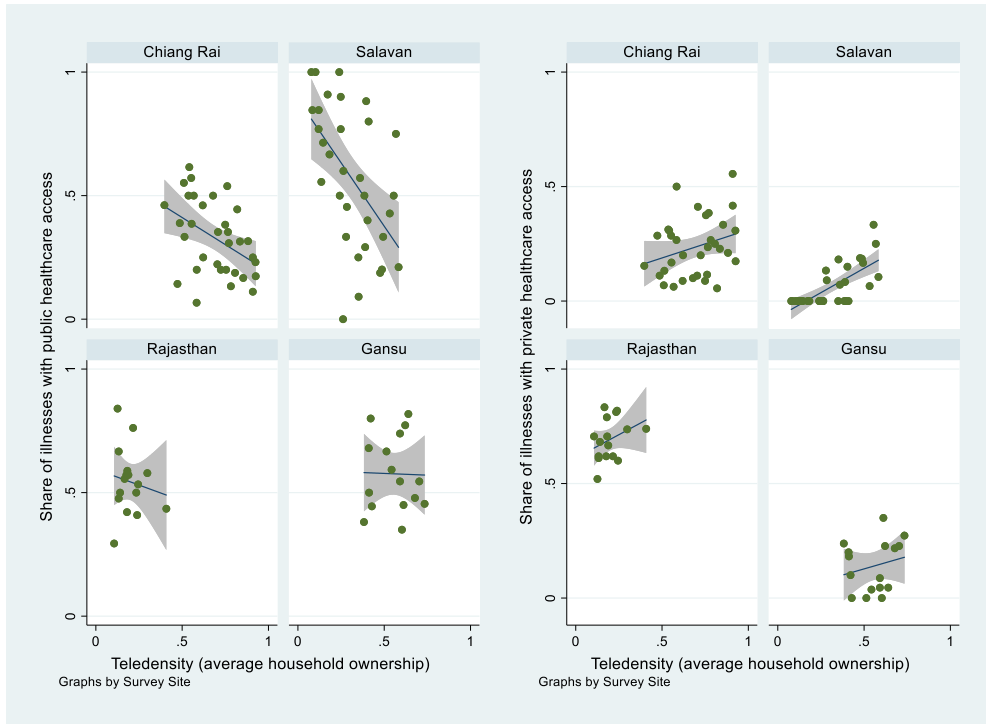 Chiang Rai
Salavan
Share of illnesses with public healthcare access
1
.5
0
Rajasthan
Gansu
1
.5
0
0
.5
1
0
.5
1
Teledensity (average household ownership)
Graphs by Survey Site
Chiang Rai
Salavan
Share of illnesses with private healthcare access
1
.5
0
Rajasthan
Gansu
1
.5
0
0
.5
1
0
.5
1
Teledensity (average household ownership)
Graphs by Survey Site